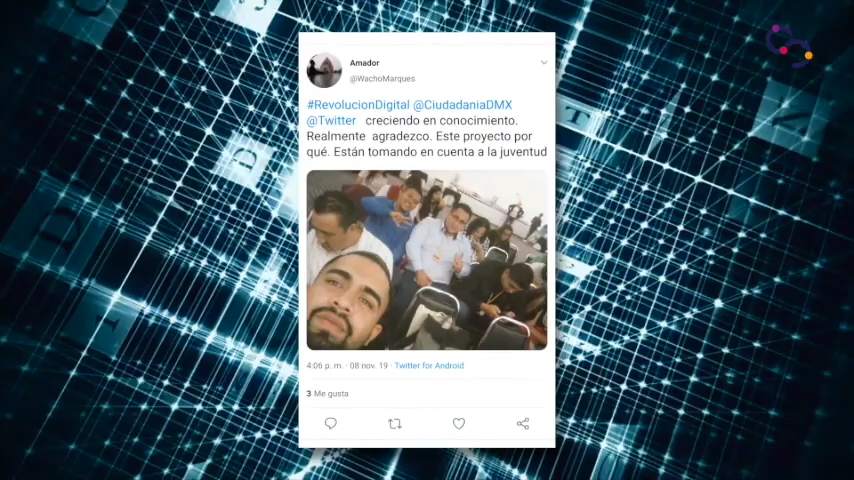 Amador
@WachoMarques
#RevolucionDigital @CiudadaniaDMX
@Twitter creciendo en conocimiento.
Realmente agradezco. Este proyecto por
qué. Están tomando en cuenta a la juventud
4:06 p. m. · 08 nov. 19 · Twitter for Android
3 Me gusta